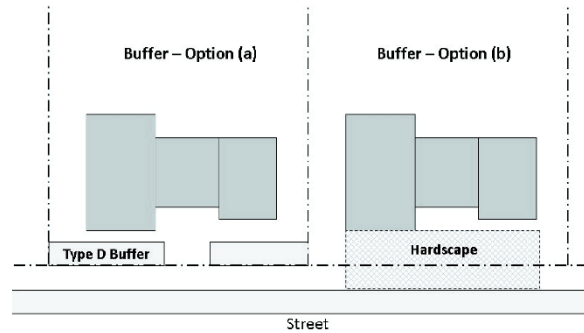 Buffer – Option (a)
Buffer – Option (b)
Type D Buffer
Hardscape
Street